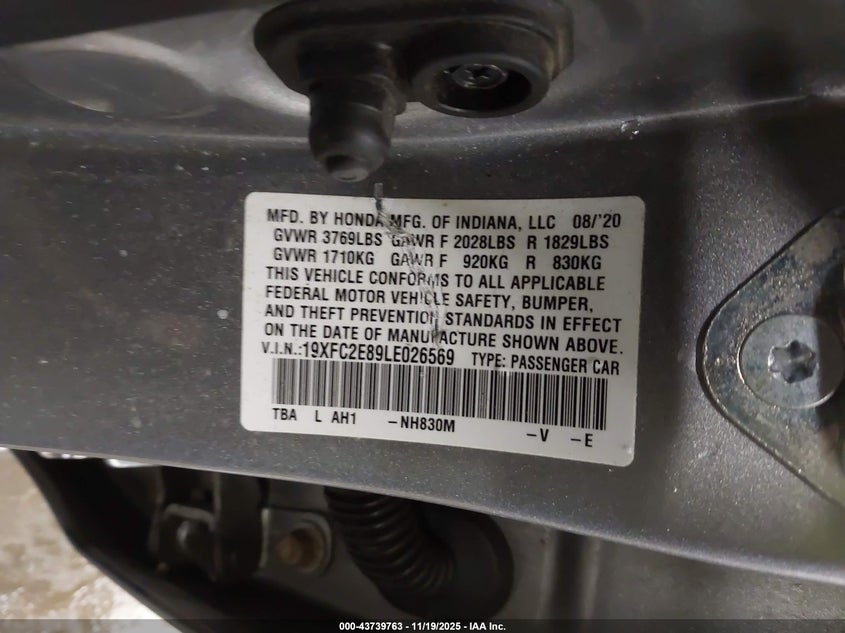 MFD. BY HONDA MFG. OF INDIANA, LLC 08/'20
GVWR 3769LBS GAWR F 2028LBS R 1829LBS
GVWR 1710KG GAWR F 920KG R 830KG
THIS VEHICLE CONFORMS TO ALL APPLICABLE
FEDERAL MOTOR VEHICLE SAFETY, BUMPER,
AND THEFT PREVENTION STANDARDS IN EFFECT
ON THE DATE OF MANUFACTURE SHOWN ABOVE.
V.I.N.:19XFC2E89LE026569 TYPE: PASSENGER CAR
TBA L AH1 -NH830M -V -E
000-43739763 - 11/19/2025 - IAA Inc.